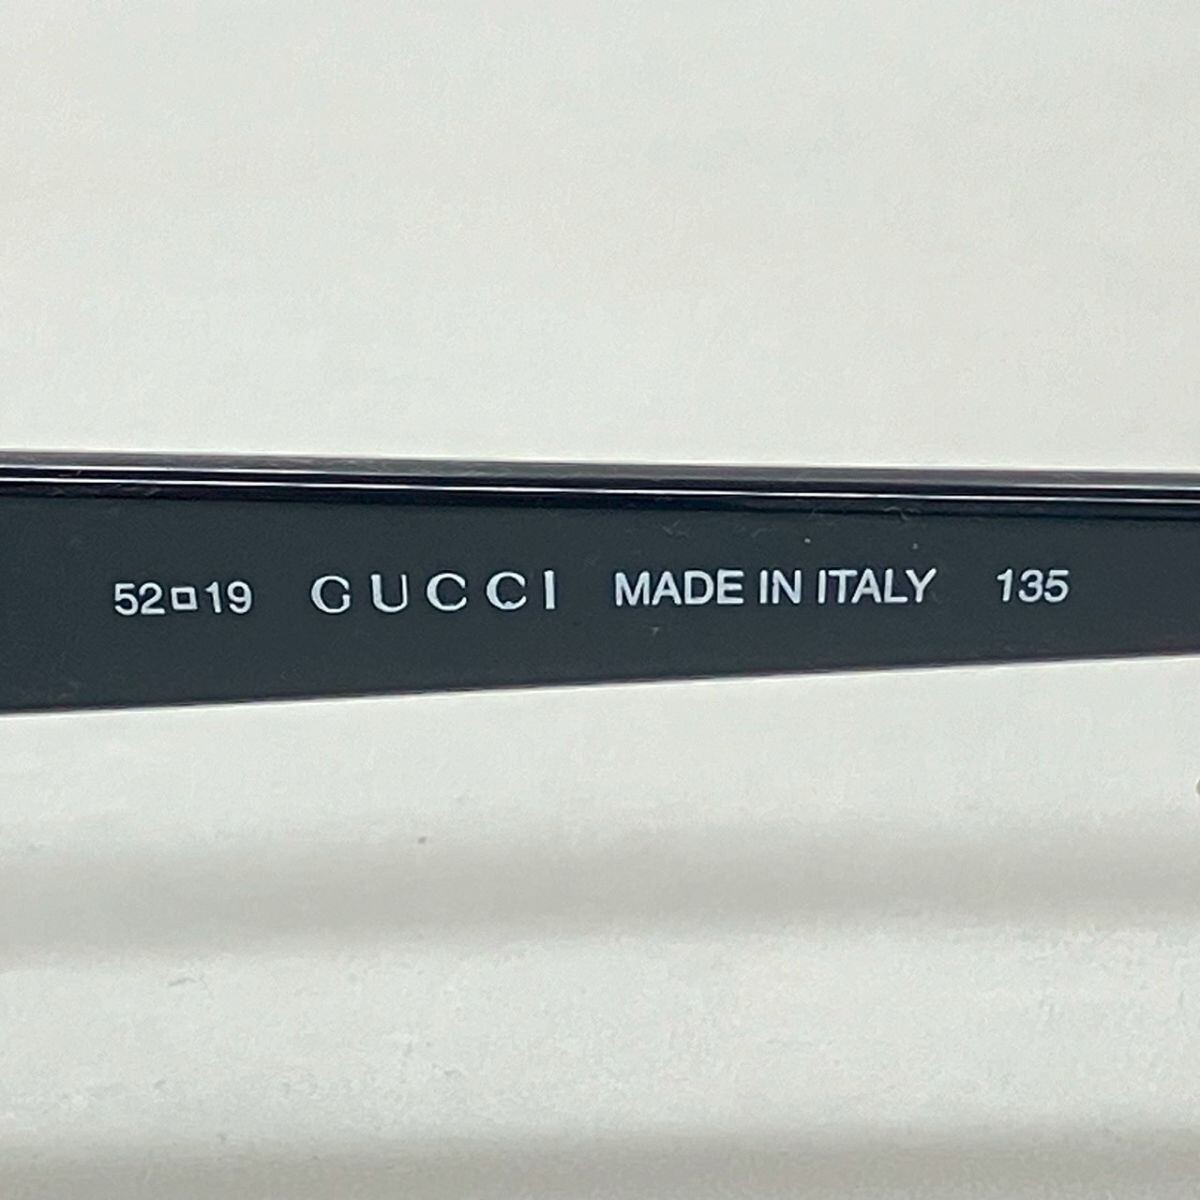 52□19 GUCCI MADE IN ITALY 135